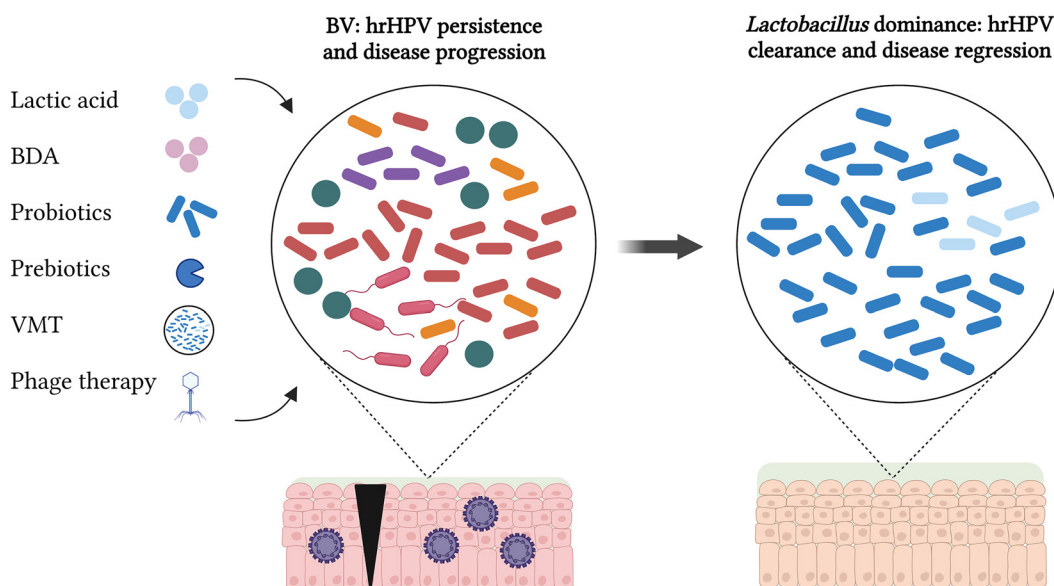 BV: hrHPV persistence
and disease progression
Lactobacillus dominance: hrHPV
clearance and disease regression
Lactic acid
BDA
Probiotics
Prebiotics
VMT
Phage therapy